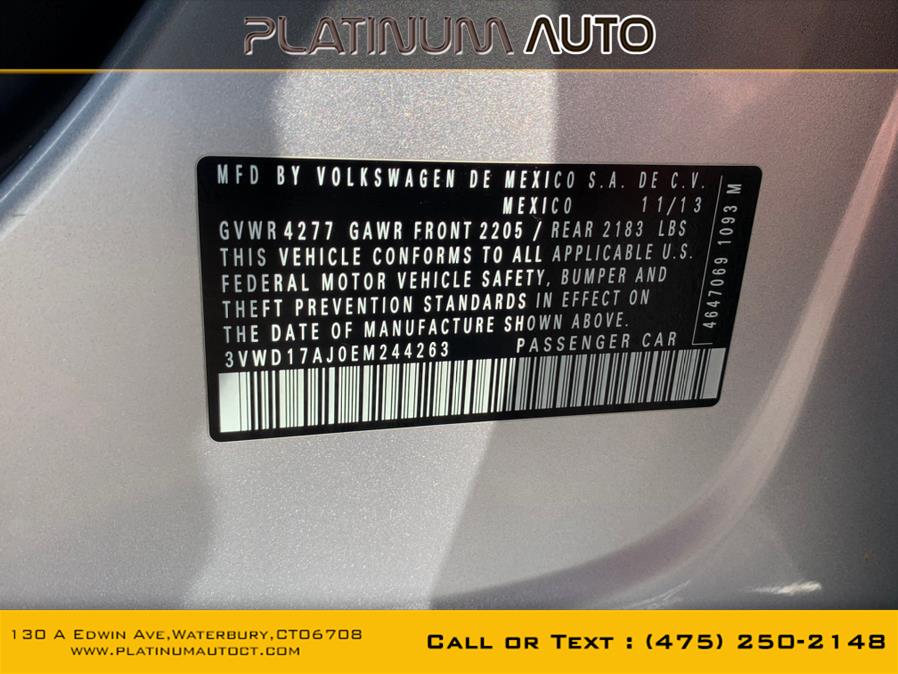 PLATINUM AUTO
MFD BY VOLKSWAGEN DE MEXICO S.A. DE C.V.
MEXICO 11/13
GVWR 4277 GAWR FRONT 2205 / REAR 2183 LBS
THIS VEHICLE CONFORMS TO ALL APPLICABLE U.S.
FEDERAL MOTOR VEHICLE SAFETY, BUMPER AND
THEFT PREVENTION STANDARDS IN EFFECT ON
THE DATE OF MANUFACTURE SHOWN ABOVE.
3VWD17AJ0EM244263 PASSENGER CAR
4647069 1093 M
130 A Edwin Ave,Waterbury,CT06708
www.platinumautoct.com
Call or Text : (475) 250-2148